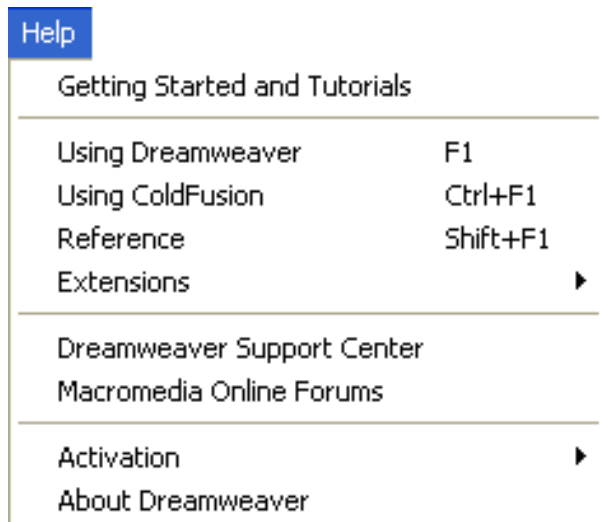 Help
Getting Started and Tutorials
Using Dreamweaver F1
Using ColdFusion Ctrl+F1
Reference Shift+F1
Extensions
Dreamweaver Support Center
Macromedia Online Forums
Activation
About Dreamweaver